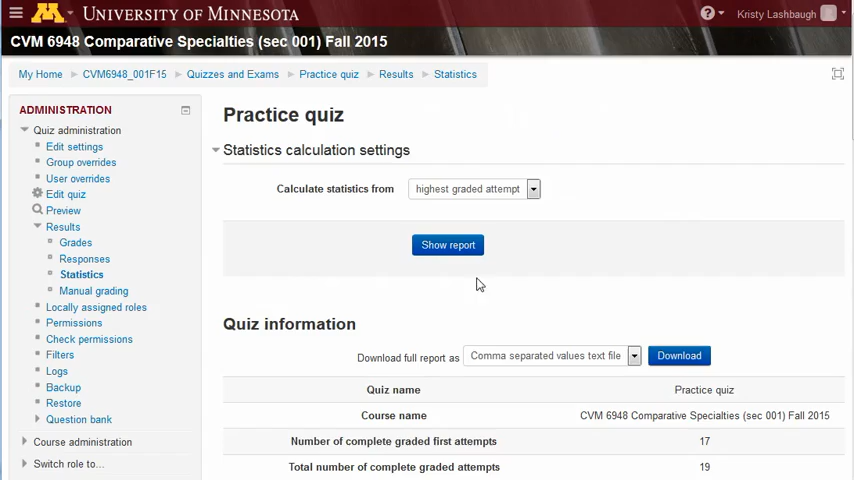 UNIVERSITY OF MINNESOTA
Kristy Lashbaugh
CVM 6948 Comparative Specialties (sec 001) Fall 2015
My Home CVM6948_001F15 Quizzes and Exams Practice quiz Results Statistics
ADMINISTRATION
Quiz administration
Edit settings
Group overrides
User overrides
Edit quiz
Preview
Results
Grades
Responses
Statistics
Manual grading
Locally assigned roles
Permissions
Check permissions
Filters
Logs
Backup
Restore
Question bank
Course administration
Switch role to...
Practice quiz
Statistics calculation settings
Calculate statistics from highest graded attempt
Show report
Quiz information
Download full report as Comma separated values text file Download
Quiz name Practice quiz
Course name CVM 6948 Comparative Specialties (sec 001) Fall 2015
Number of complete graded first attempts 17
Total number of complete graded attempts 19